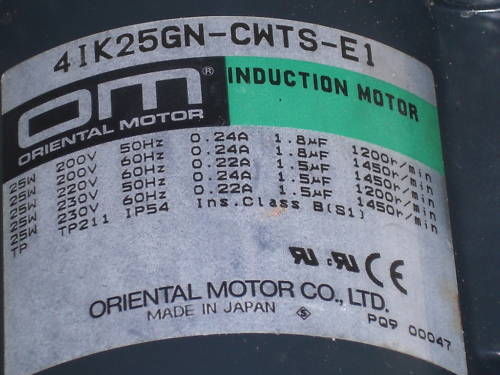 4IK25GN-CWTS-E1
OM® INDUCTION MOTOR
ORIENTAL MOTOR
25W 200V 50Hz 0.24A 1.8μF 1200r/min
25W 200V 60Hz 0.24A 1.8μF 1450r/min
25W 220V 60Hz 0.22A 1.5μF 1450r/min
25W 230V 50Hz 0.24A 1.5μF 1200r/min
25W 230V 60Hz 0.22A 1.5μF 1450r/min
TP TP211 IP54 Ins.Class B(S1)
RU c RU CE
ORIENTAL MOTOR CO., LTD.
MADE IN JAPAN S
PQ9 00047